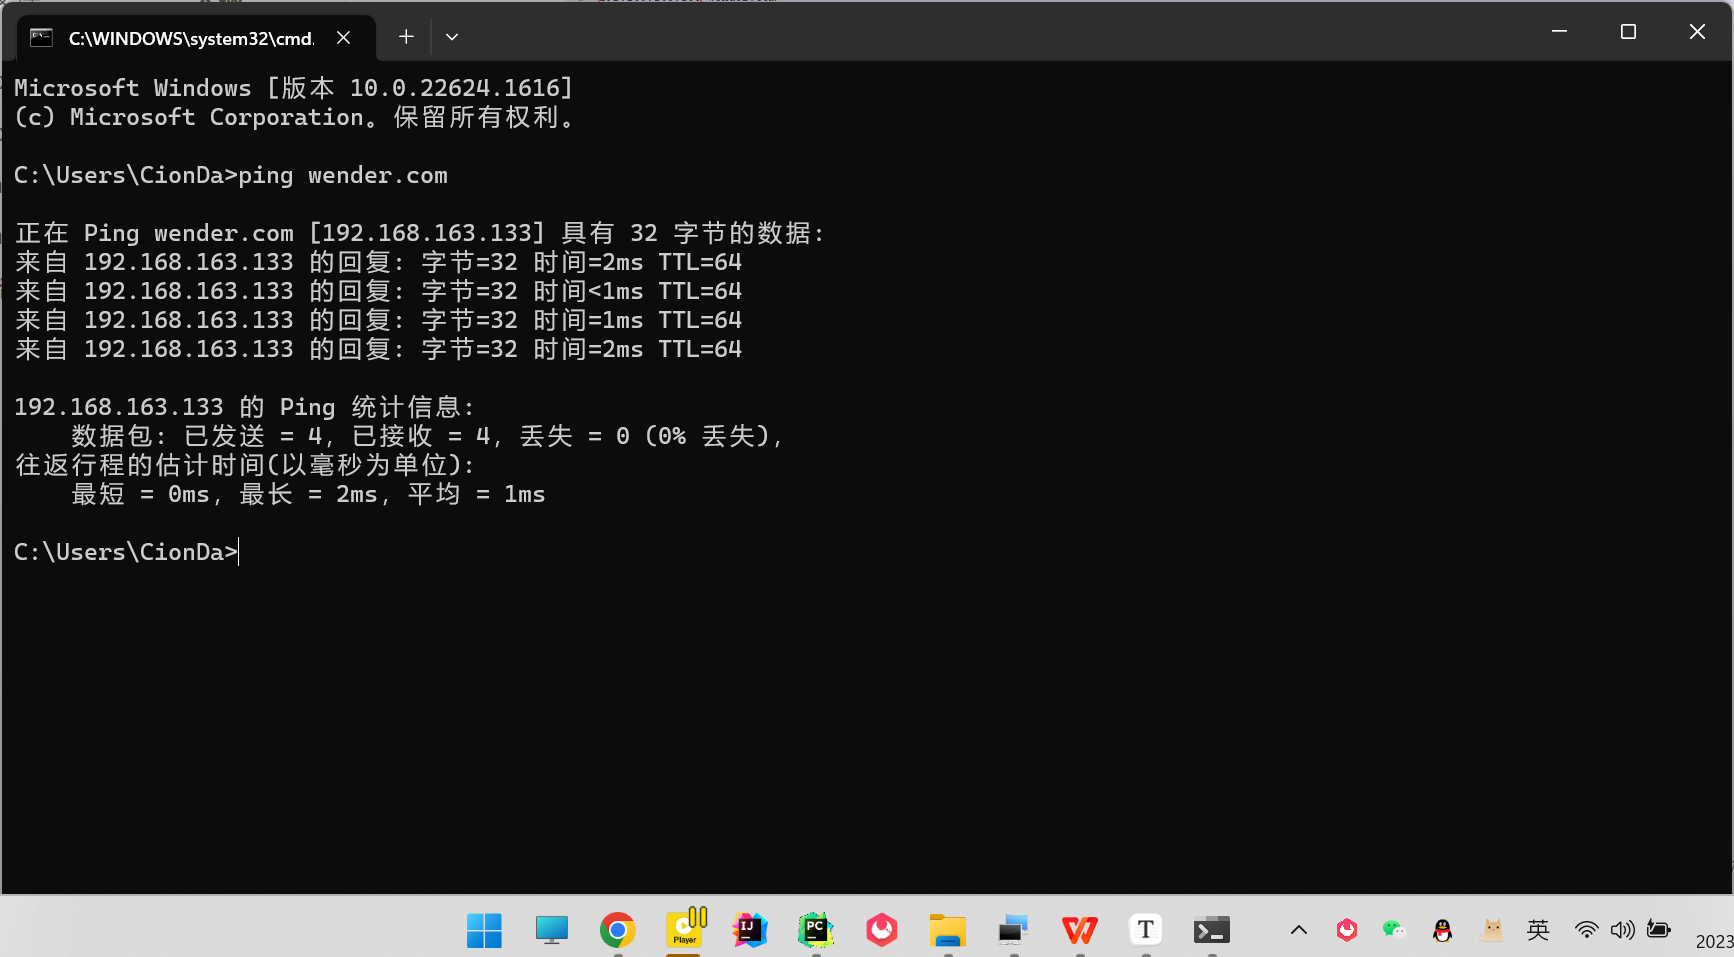 C:\WINDOWS\system32\cmd.
Microsoft Windows [版本 10.0.22624.1616]
(c) Microsoft Corporation。保留所有权利。
C:\Users\CionDa>ping wender.com
正在 Ping wender.com [192.168.163.133] 具有 32 字节的数据:
来自 192.168.163.133 的回复: 字节=32 时间=2ms TTL=64
来自 192.168.163.133 的回复: 字节=32 时间<1ms TTL=64
来自 192.168.163.133 的回复: 字节=32 时间=1ms TTL=64
来自 192.168.163.133 的回复: 字节=32 时间=2ms TTL=64
192.168.163.133 的 Ping 统计信息:
数据包: 已发送 = 4, 已接收 = 4, 丢失 = 0 (0% 丢失),
往返行程的估计时间(以毫秒为单位):
最短 = 0ms, 最长 = 2ms, 平均 = 1ms
C:\Users\CionDa>
Player
IJ
PC
W
T
英
2023